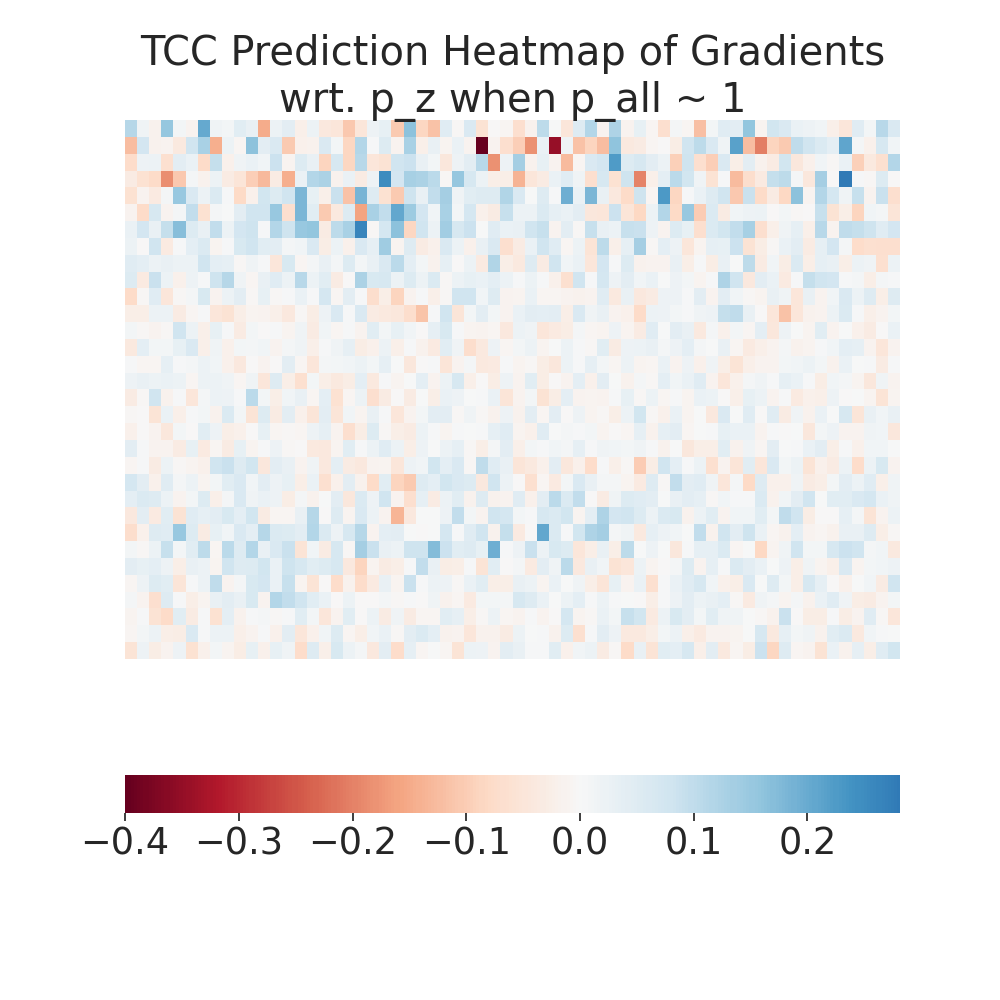 TCC Prediction Heatmap of Gradients
wrt. p_z when p_all ~ 1
−0.4 −0.3 −0.2 −0.1 0.0 0.1 0.2